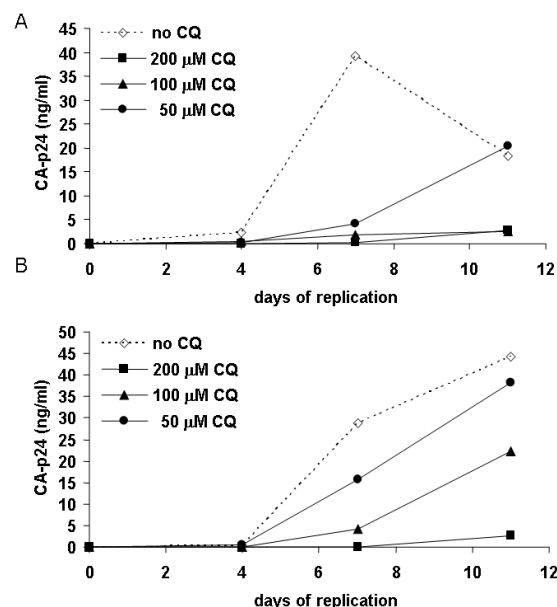 A
no CQ
200 µM CQ
100 µM CQ
50 µM CQ
CA-p24 (ng/ml)
45
40
35
30
25
20
15
10
5
0
0 2 4 6 8 10 12
days of replication
B
no CQ
200 µM CQ
100 µM CQ
50 µM CQ
CA-p24 (ng/ml)
50
45
40
35
30
25
20
15
10
5
0
0 2 4 6 8 10 12
days of replication